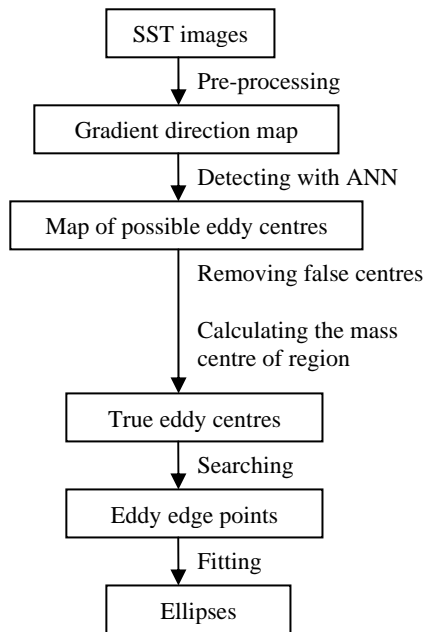 SST images
Pre-processing
Gradient direction map
Detecting with ANN
Map of possible eddy centres
Removing false centres
Calculating the mass
centre of region
True eddy centres
Searching
Eddy edge points
Fitting
Ellipses